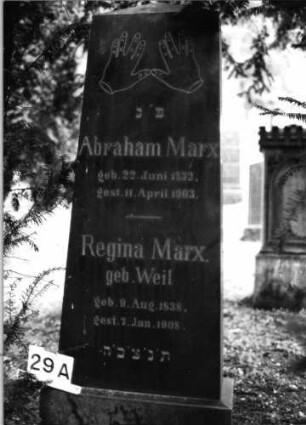 פ״נ
Abraham Marx
geb. 22. Juni 1832.
gest. 11. April 1903.
Regina Marx.
geb. Weil
geb. 9. Aug. 1838.
gest. 7. Jan. 1908.
ת׳נ׳צ׳ב׳ה
29A